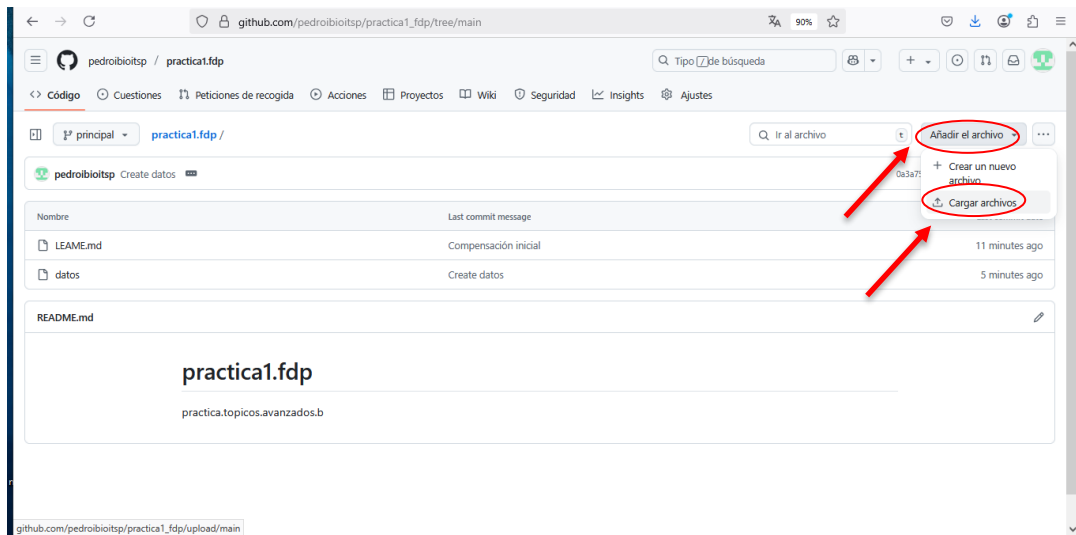 github.com/pedroibioitsp/practica1_fdp/tree/main
90%
pedroibioitsp / practica1.fdp
Tipo / de búsqueda
Código Cuestiones Peticiones de recogida Acciones Proyectos Wiki Seguridad Insights Ajustes
principal practica1.fdp /
Ir al archivo t
Añadir el archivo
pedroibioitsp Create datos
0a3a75
Crear un nuevo
archivo
Cargar archivos
Nombre Last commit message
LEAME.md Compensación inicial 11 minutes ago
datos Create datos 5 minutes ago
README.md
practica1.fdp
practica.topicos.avanzados.b
github.com/pedroibioitsp/practica1_fdp/upload/main